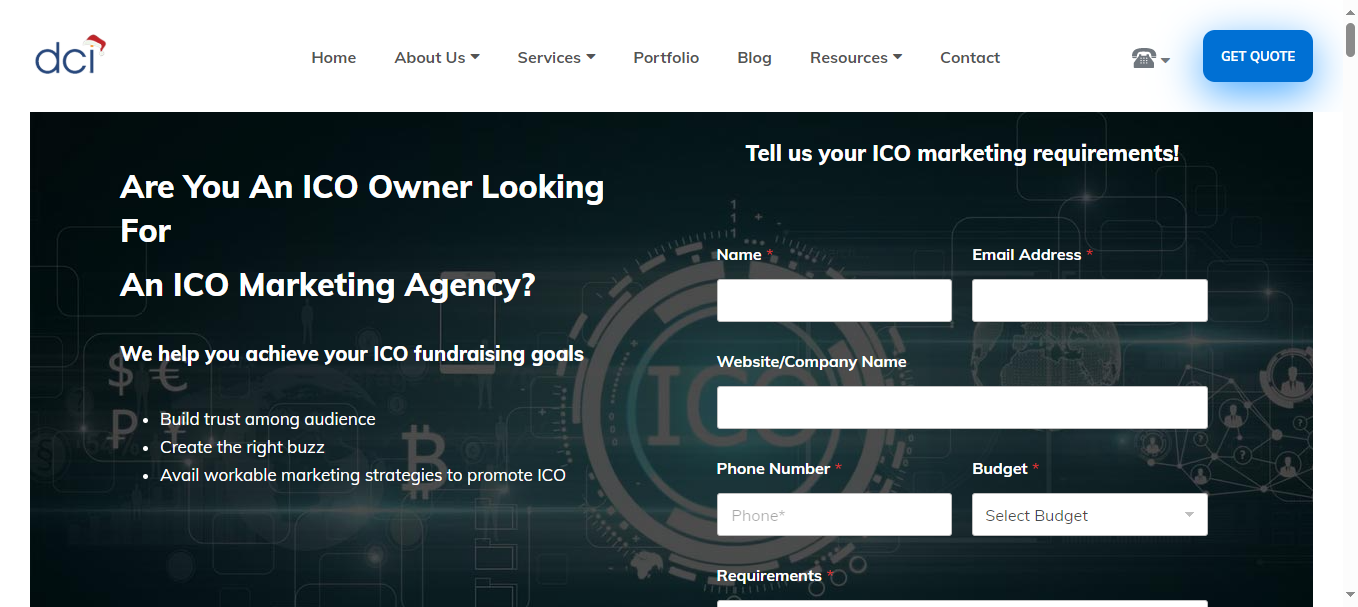 dci
Home
About Us
Services
Portfolio
Blog
Resources
Contact
GET QUOTE
Are You An ICO Owner Looking
For
An ICO Marketing Agency?
We help you achieve your ICO fundraising goals
• Build trust among audience
• Create the right buzz
• Avail workable marketing strategies to promote ICO
Tell us your ICO marketing requirements!
Name *
Email Address *
Website/Company Name
Phone Number *
Budget *
Phone*
Select Budget
Requirements *
ICO